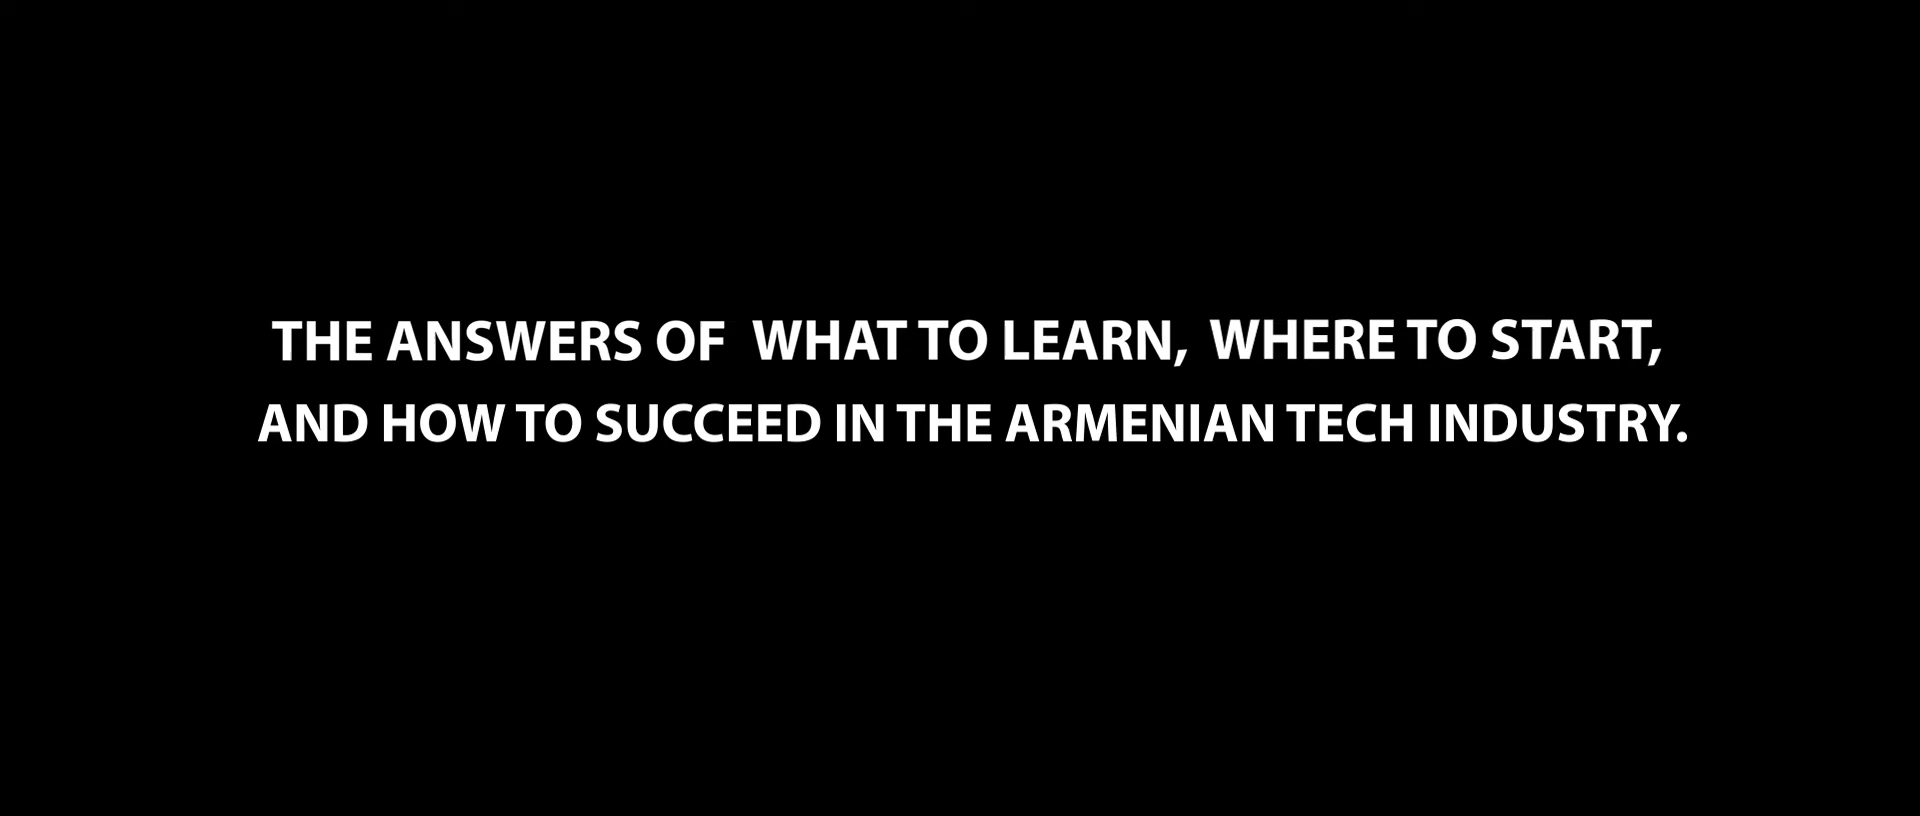 THE ANSWERS OF WHAT TO LEARN, WHERE TO START,
AND HOW TO SUCCEED IN THE ARMENIAN TECH INDUSTRY.